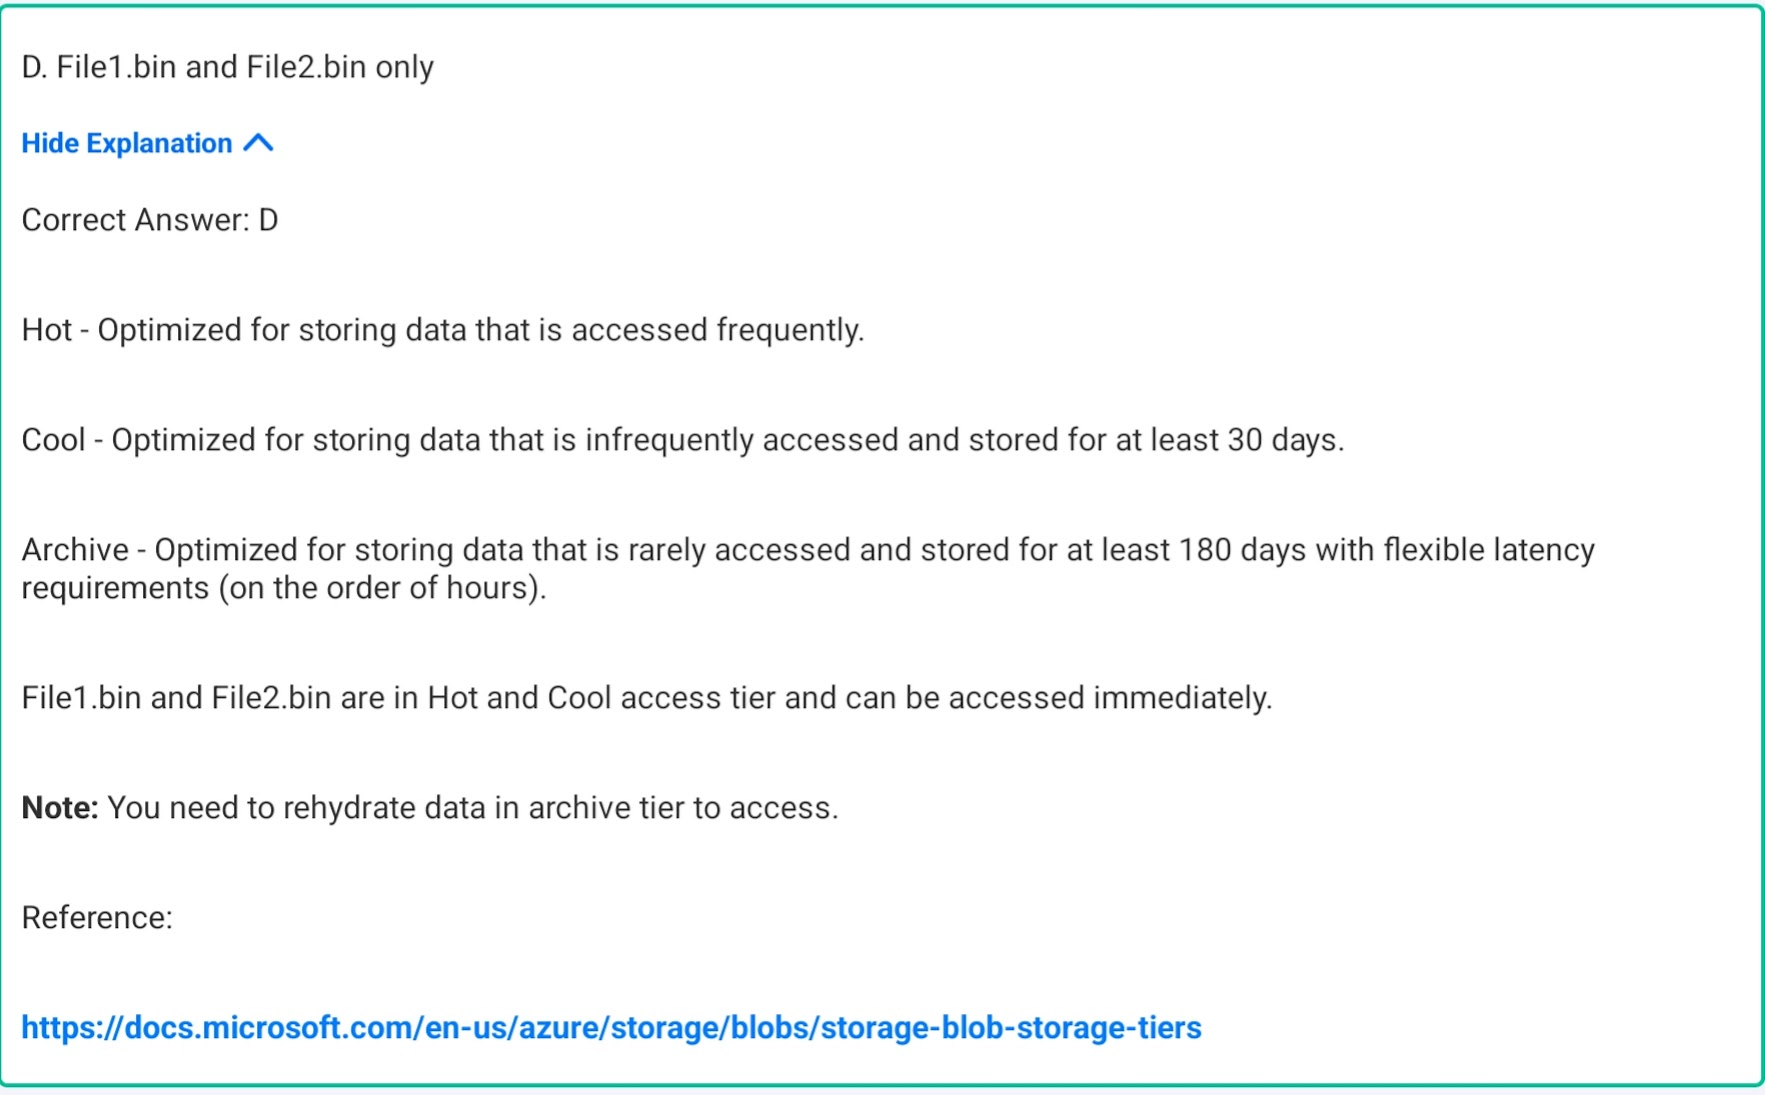 D. File1.bin and File2.bin only
Hide Explanation
Correct Answer: D
Hot - Optimized for storing data that is accessed frequently.
Cool - Optimized for storing data that is infrequently accessed and stored for at least 30 days.
Archive - Optimized for storing data that is rarely accessed and stored for at least 180 days with flexible latency
requirements (on the order of hours).
File1.bin and File2.bin are in Hot and Cool access tier and can be accessed immediately.
Note: You need to rehydrate data in archive tier to access.
Reference:
https://docs.microsoft.com/en-us/azure/storage/blobs/storage-blob-storage-tiers